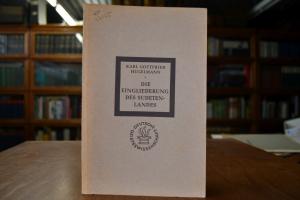 KARL GOTTFRIED
HUGELMANN
DIE
EINGLIEDERUNG
DES SUDETEN-
LANDES